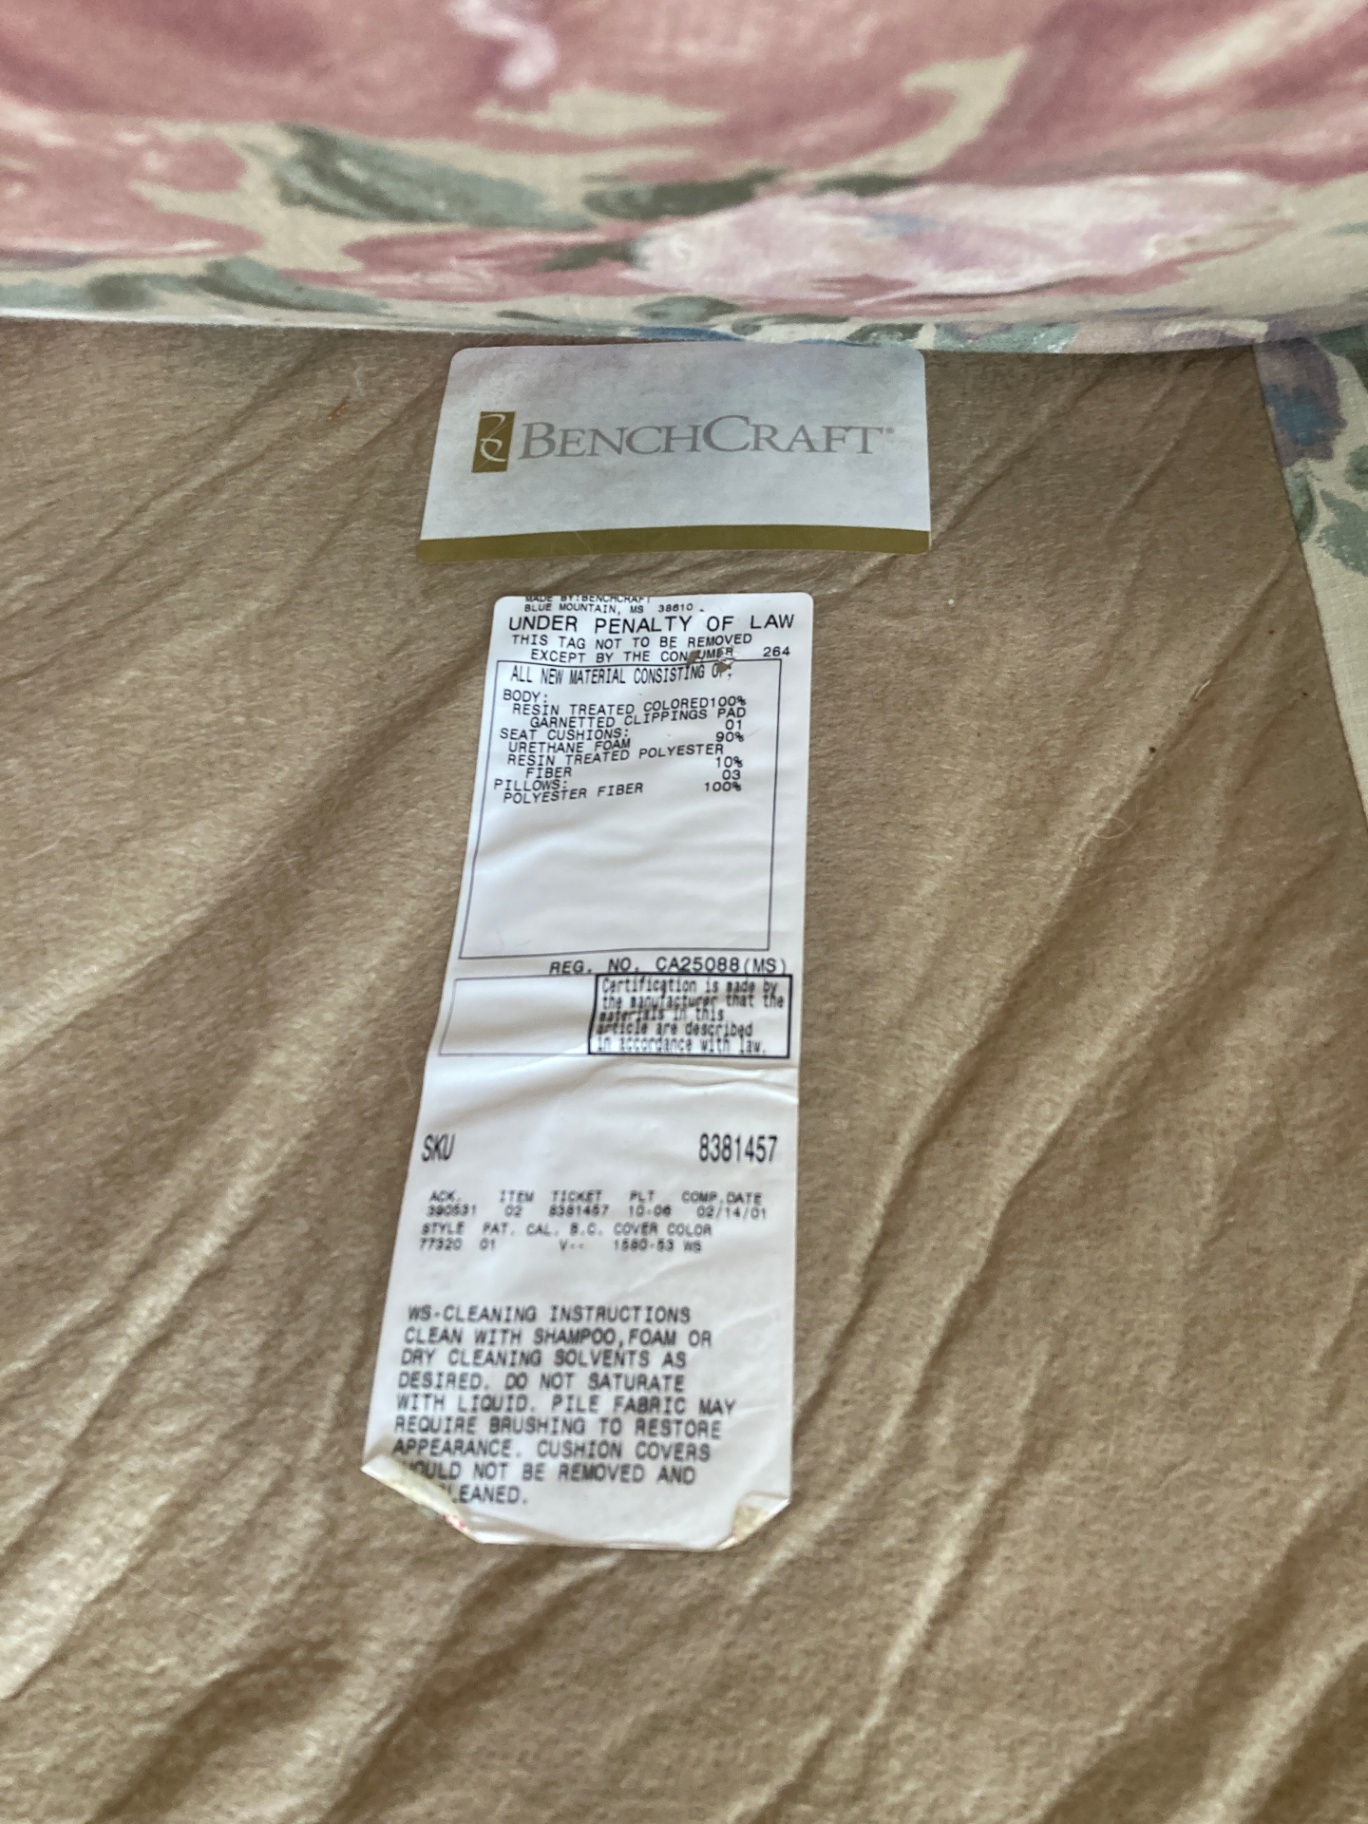 BENCHCRAFT®
MADE BY:BENCHCRAFT
BLUE MOUNTAIN, MS 38610
UNDER PENALTY OF LAW
THIS TAG NOT TO BE REMOVED
EXCEPT BY THE CONSUMER 264
ALL NEW MATERIAL CONSISTING OF:
BODY:
RESIN TREATED COLORED 100%
GARNETTED CLIPPINGS PAD
SEAT CUSHIONS: 01
URETHANE FOAM 90%
RESIN TREATED POLYESTER
FIBER 10%
PILLOWS: 03
POLYESTER FIBER 100%
REG. NO. CA25088(MS)
Certification is made by
the manufacturer that the
materials in this
article are described
in accordance with law.
SKU 8381457
ACK. ITEM TICKET PLT COMP.DATE
390531 02 8381457 10-06 02/14/01
STYLE PAT. CAL. B.C. COVER COLOR
77320 01 V-- 1580-53 WS
WS-CLEANING INSTRUCTIONS
CLEAN WITH SHAMPOO,FOAM OR
DRY CLEANING SOLVENTS AS
DESIRED. DO NOT SATURATE
WITH LIQUID. PILE FABRIC MAY
REQUIRE BRUSHING TO RESTORE
APPEARANCE. CUSHION COVERS
NOT BE REMOVED AND